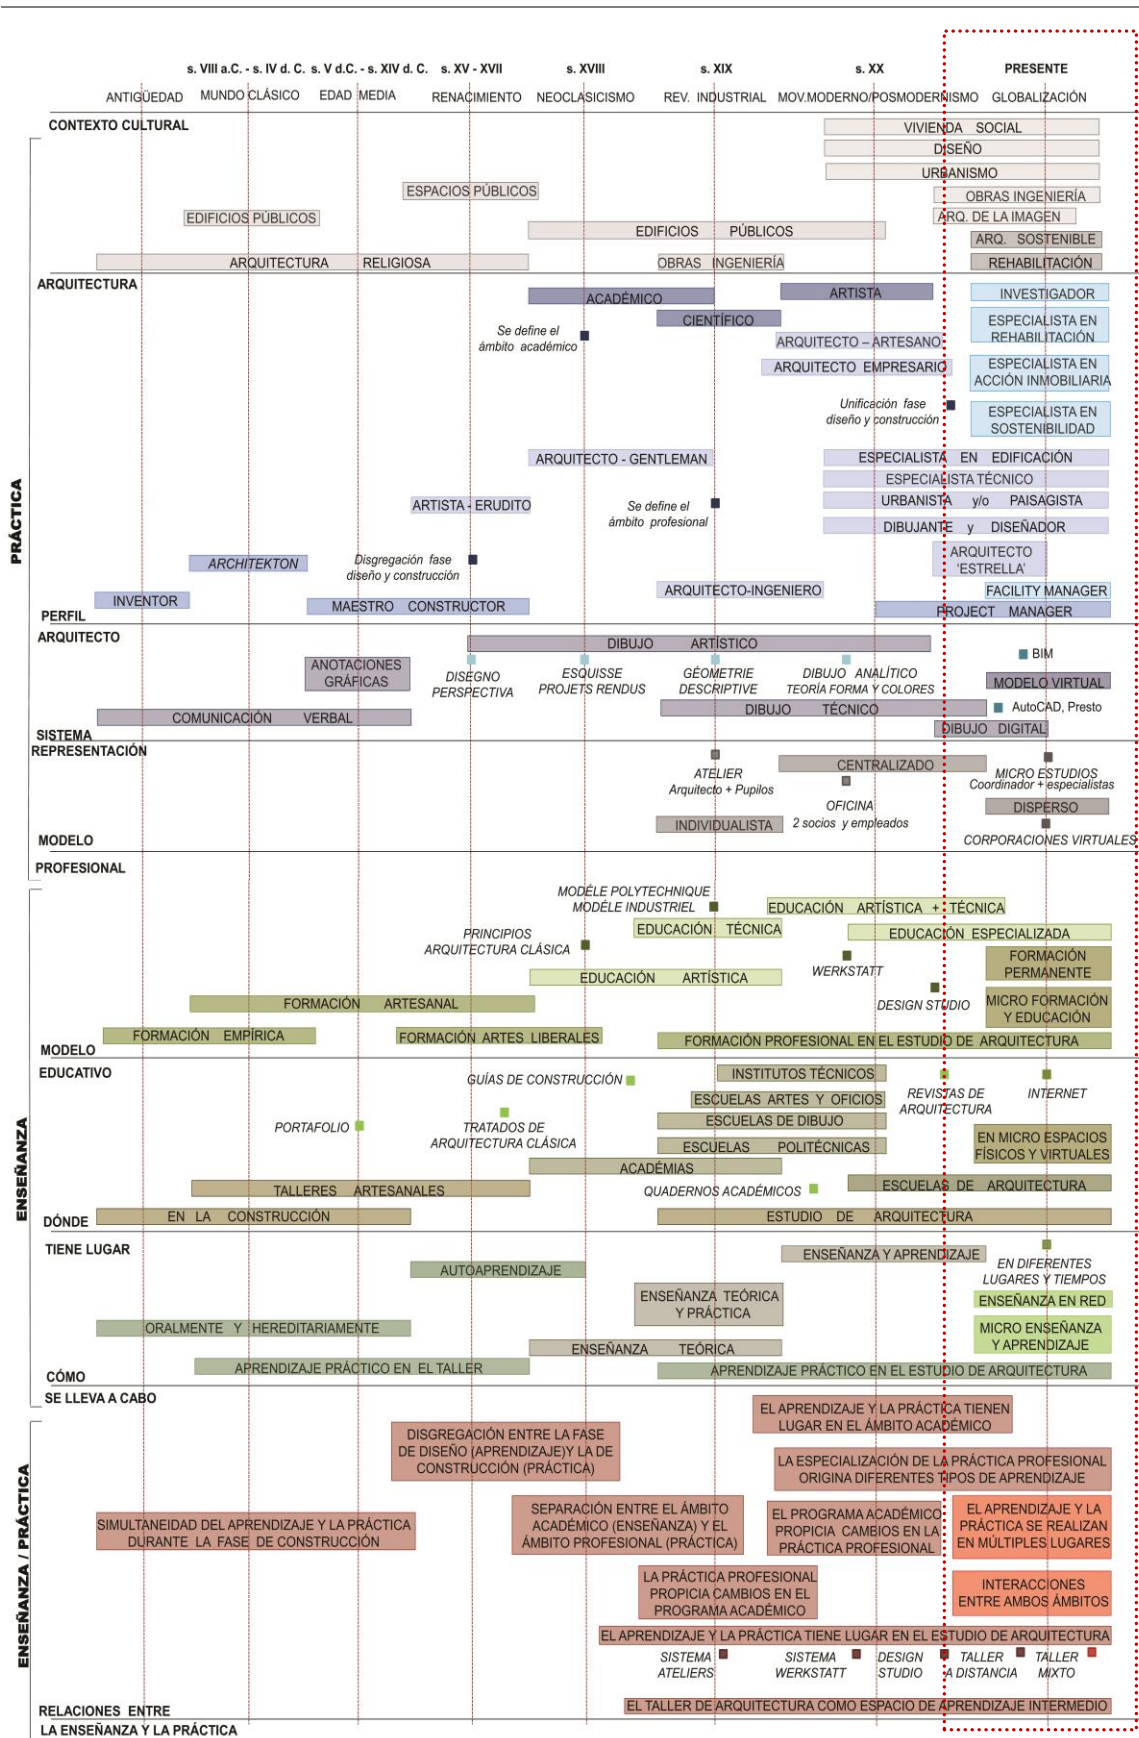 s. VIII a.C. - s. IV d. C.
s. V d.C. - s. XIV d. C.
s. XV - XVII
s. XVIII
s. XIX
s. XX
PRESENTE
ANTIGÜEDAD
MUNDO CLÁSICO
EDAD MEDIA
RENACIMIENTO
NEOCLASICISMO
REV. INDUSTRIAL
MOV.MODERNO/POSMODERNISMO
GLOBALIZACIÓN
CONTEXTO CULTURAL
VIVIENDA SOCIAL
DISEÑO
URBANISMO
ESPACIOS PÚBLICOS
OBRAS INGENIERÍA
EDIFICIOS PÚBLICOS
ARQ. DE LA IMAGEN
EDIFICIOS PÚBLICOS
ARQ. SOSTENIBLE
ARQUITECTURA RELIGIOSA
OBRAS INGENIERÍA
REHABILITACIÓN
ARQUITECTURA
PRÁCTICA
ACADÉMICO
ARTISTA
INVESTIGADOR
CIENTÍFICO
ESPECIALISTA EN
REHABILITACIÓN
Se define el
ámbito académico
ARQUITECTO – ARTESANO
ARQUITECTO EMPRESARIO
ESPECIALISTA EN
ACCIÓN INMOBILIARIA
Unificación fase
diseño y construcción
ESPECIALISTA EN
SOSTENIBILIDAD
ARQUITECTO - GENTLEMAN
ESPECIALISTA EN EDIFICACIÓN
ESPECIALISTA TÉCNICO
ARTISTA - ERUDITO
Se define el
ámbito profesional
URBANISTA y/o PAISAGISTA
DIBUJANTE y DISEÑADOR
ARCHITEKTON
Disgregación fase
diseño y construcción
ARQUITECTO
'ESTRELLA'
ARQUITECTO-INGENIERO
FACILITY MANAGER
INVENTOR
MAESTRO CONSTRUCTOR
PROJECT MANAGER
PERFIL
ARQUITECTO
DIBUJO ARTÍSTICO
BIM
ANOTACIONES
GRÁFICAS
DISEGNO
PERSPECTIVA
ESQUISSE
PROJETS RENDUS
GÉOMETRIE
DESCRIPTIVE
DIBUJO ANALÍTICO
TEORÍA FORMA Y COLORES
MODELO VIRTUAL
COMUNICACIÓN VERBAL
DIBUJO TÉCNICO
AutoCAD, Presto
DIBUJO DIGITAL
SISTEMA
REPRESENTACIÓN
ATELIER
Arquitecto + Pupilos
CENTRALIZADO
MICRO ESTUDIOS
Coordinador + especialistas
OFICINA
2 socios y empleados
DISPERSO
INDIVIDUALISTA
CORPORACIONES VIRTUALES
MODELO
PROFESIONAL
ENSEÑANZA
MODÉLE POLYTECHNIQUE
MODÉLE INDUSTRIEL
EDUCACIÓN ARTÍSTICA + TÉCNICA
EDUCACIÓN TÉCNICA
EDUCACIÓN ESPECIALIZADA
PRINCIPIOS
ARQUITECTURA CLÁSICA
FORMACIÓN
PERMANENTE
WERKSTATT
EDUCACIÓN ARTÍSTICA
FORMACIÓN ARTESANAL
DESIGN STUDIO
MICRO FORMACIÓN
Y EDUCACIÓN
FORMACIÓN EMPÍRICA
FORMACIÓN ARTES LIBERALES
FORMACIÓN PROFESIONAL EN EL ESTUDIO DE ARQUITECTURA
MODELO
EDUCATIVO
GUÍAS DE CONSTRUCCIÓN
INSTITUTOS TÉCNICOS
REVISTAS DE
ARQUITECTURA
INTERNET
ESCUELAS ARTES Y OFICIOS
PORTAFOLIO
TRATADOS DE
ARQUITECTURA CLÁSICA
ESCUELAS DE DIBUJO
ESCUELAS POLITÉCNICAS
EN MICRO ESPACIOS
FÍSICOS Y VIRTUALES
ACADÉMIAS
TALLERES ARTESANALES
QUADERNOS ACADÉMICOS
ESCUELAS DE ARQUITECTURA
EN LA CONSTRUCCIÓN
ESTUDIO DE ARQUITECTURA
DÓNDE
TIENE LUGAR
ENSEÑANZA Y APRENDIZAJE
EN DIFERENTES
LUGARES Y TIEMPOS
AUTOAPRENDIZAJE
ENSEÑANZA TEÓRICA
Y PRÁCTICA
ENSEÑANZA EN RED
ORALMENTE Y HEREDITARIAMENTE
MICRO ENSEÑANZA
Y APRENDIZAJE
ENSEÑANZA TEÓRICA
APRENDIZAJE PRÁCTICO EN EL TALLER
APRENDIZAJE PRÁCTICO EN EL ESTUDIO DE ARQUITECTURA
CÓMO
SE LLEVA A CABO
ENSEÑANZA / PRÁCTICA
EL APRENDIZAJE Y LA PRÁCTICA TIENEN
LUGAR EN EL ÁMBITO ACADÉMICO
DISGREGACIÓN ENTRE LA FASE
DE DISEÑO (APRENDIZAJE)Y LA DE
CONSTRUCCIÓN (PRÁCTICA)
LA ESPECIALIZACIÓN DE LA PRÁCTICA PROFESIONAL
ORIGINA DIFERENTES TIPOS DE APRENDIZAJE
SIMULTANEIDAD DEL APRENDIZAJE Y LA PRÁCTICA
DURANTE LA FASE DE CONSTRUCCIÓN
SEPARACIÓN ENTRE EL ÁMBITO
ACADÉMICO (ENSEÑANZA) Y EL
ÁMBITO PROFESIONAL (PRÁCTICA)
EL PROGRAMA ACADÉMICO
PROPICIA CAMBIOS EN LA
PRÁCTICA PROFESIONAL
EL APRENDIZAJE Y LA
PRÁCTICA SE REALIZAN
EN MÚLTIPLES LUGARES
LA PRÁCTICA PROFESIONAL
PROPICIA CAMBIOS EN EL
PROGRAMA ACADÉMICO
INTERACCIONES
ENTRE AMBOS ÁMBITOS
EL APRENDIZAJE Y LA PRÁCTICA TIENE LUGAR EN EL ESTUDIO DE ARQUITECTURA
SISTEMA
ATELIERS
SISTEMA
WERKSTATT
DESIGN
STUDIO
TALLER
A DISTANCIA
TALLER
MIXTO
EL TALLER DE ARQUITECTURA COMO ESPACIO DE APRENDIZAJE INTERMEDIO
RELACIONES ENTRE
LA ENSEÑANZA Y LA PRÁCTICA